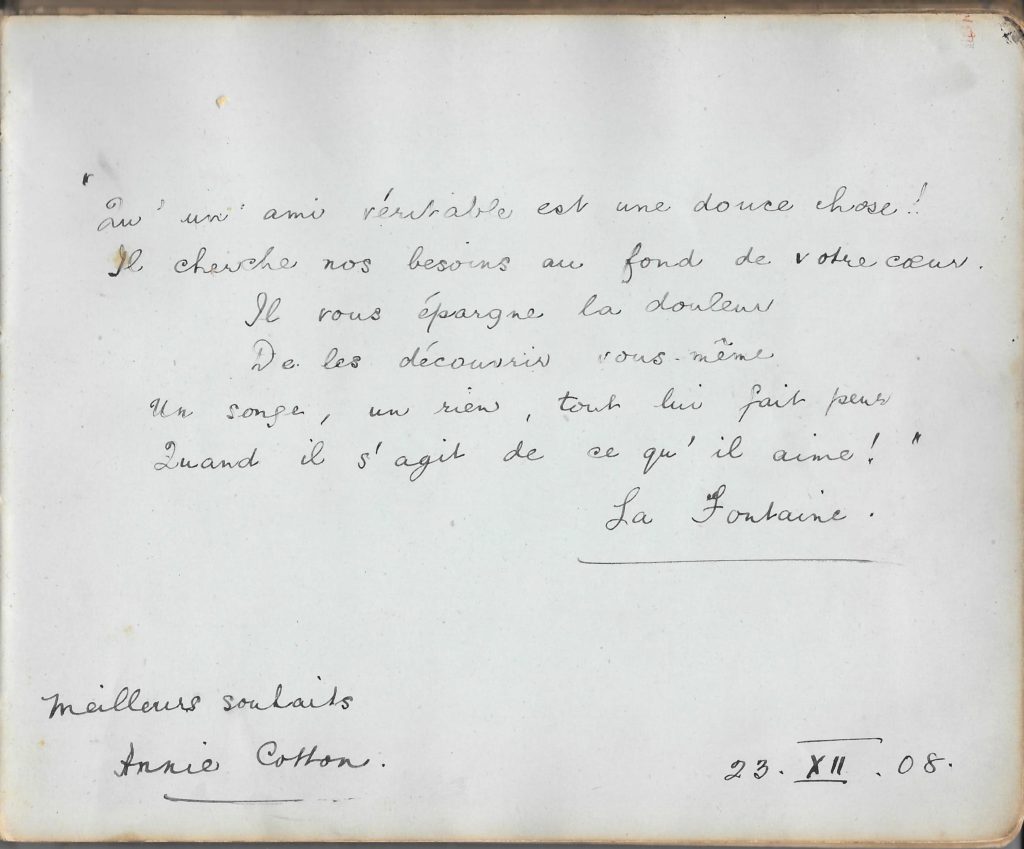 "Qu'un ami véritable est une douce chose!
Il cherche nos besoins au fond de votre cœur.
Il vous épargne la douleur
De les découvrir vous-même
Un songe, un rien, tout lui fait peur
Quand il s'agit de ce qu'il aime!"
La Fontaine.
Meilleurs souhaits
Annie Cotton.
23. XII. 08.